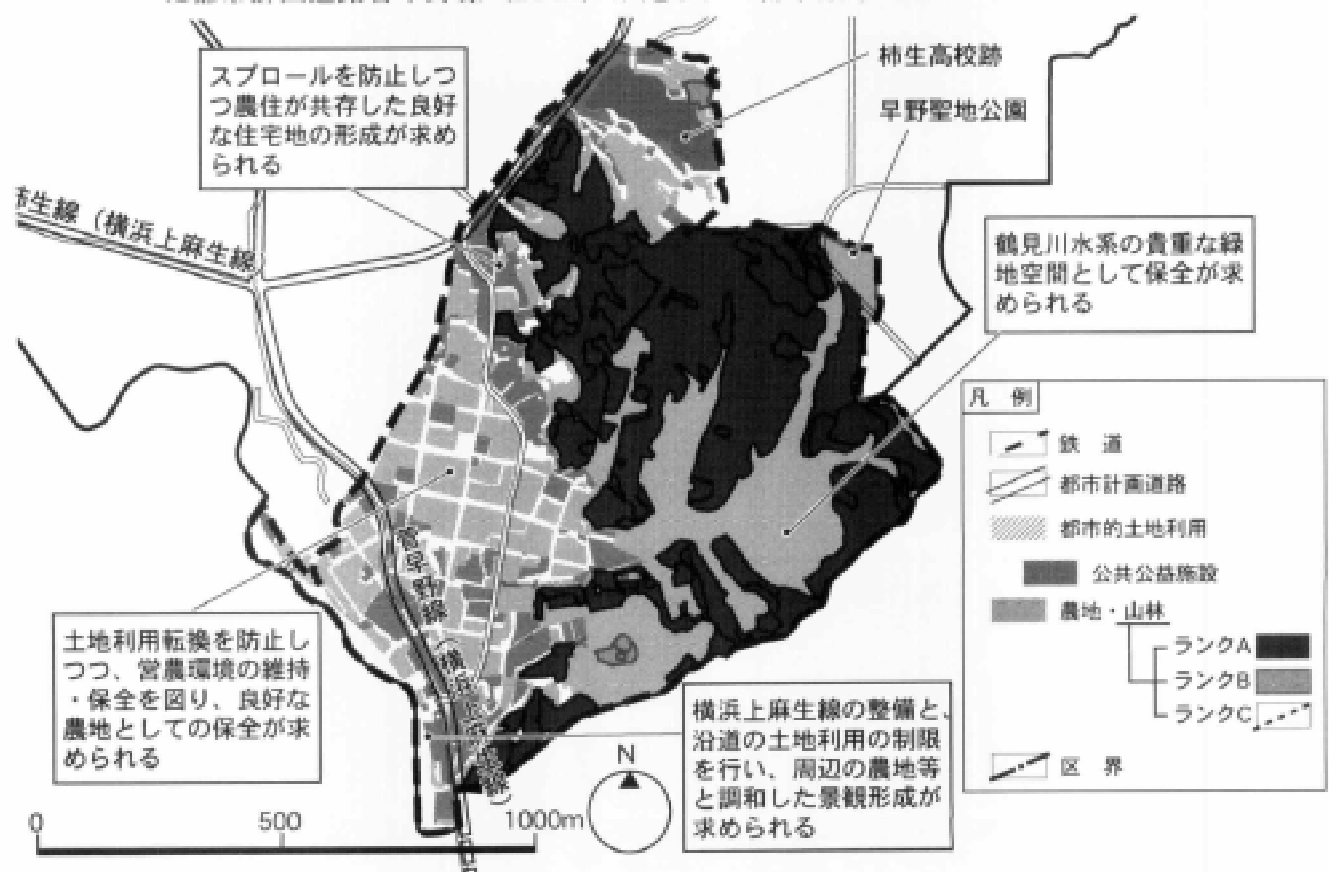 柿生高校跡
早野聖地公園
スプロールを防止しつ
つ農住が共存した良好
な住宅地の形成が求め
られる
生線（横浜上麻生線
鶴見川水系の貴重な緑
地空間として保全が求
められる
凡 例
鉄 道
都市計画道路
都市的土地利用
公共公益施設
農地・山林
ランクA
ランクB
ランクC
区 界
早野線
土地利用転換を防止し
つつ、営農環境の維持
・保全を図り、良好な
農地としての保全が求
められる
横浜上麻生線の整備と、
沿道の土地利用の制限
を行い、周辺の農地等
と調和した景観形成が
求められる
N
0
500
1000m